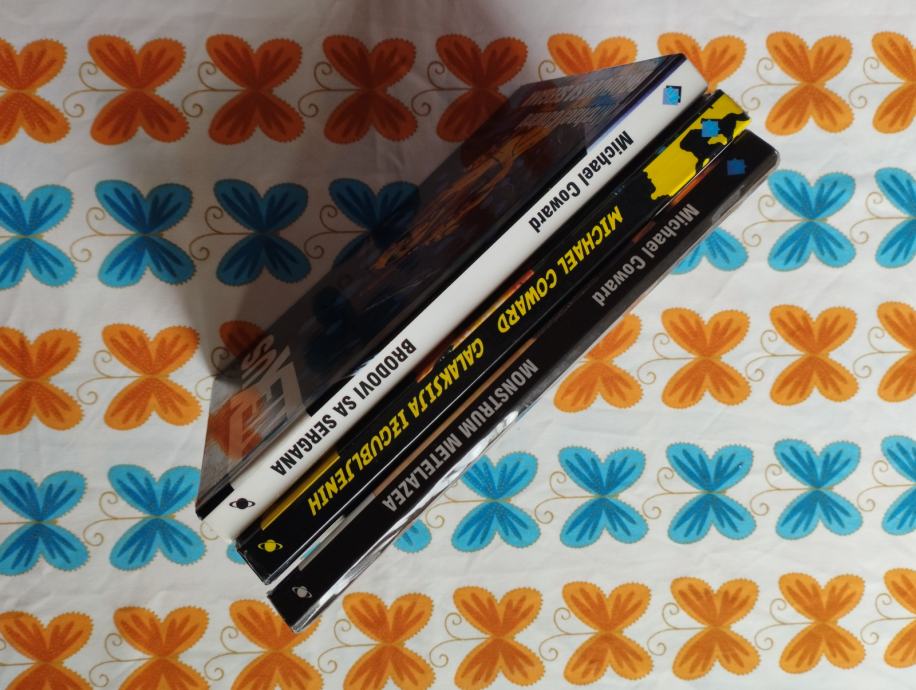 Michael Coward
BRODOVI SA SERGANA
MICHAEL COWARD
GALAKSIJA IZGUBLJENIH
Michael Coward
MONSTRUM METELAZEA